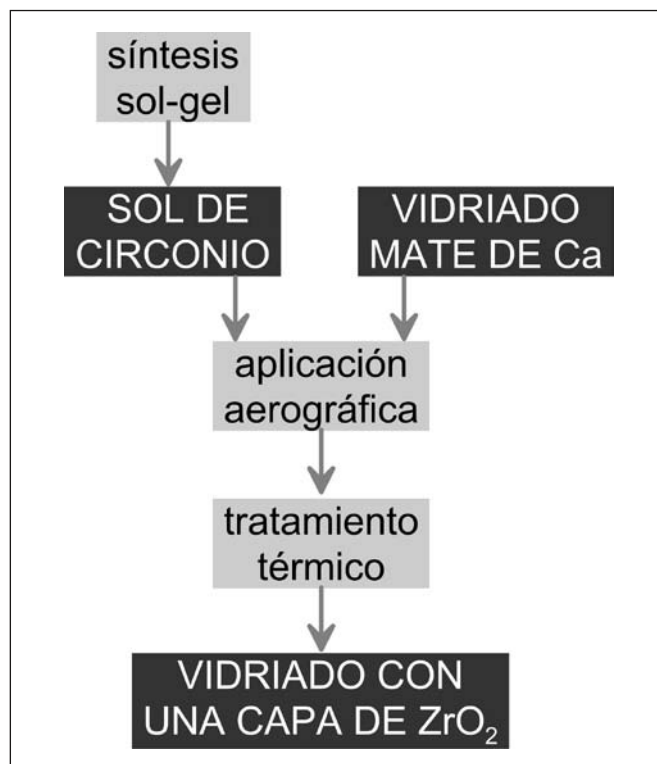 síntesis
sol-gel
SOL DE
CIRCONIO
VIDRIADO
MATE DE Ca
aplicación
aerográfica
tratamiento
térmico
VIDRIADO CON
UNA CAPA DE ZrO₂